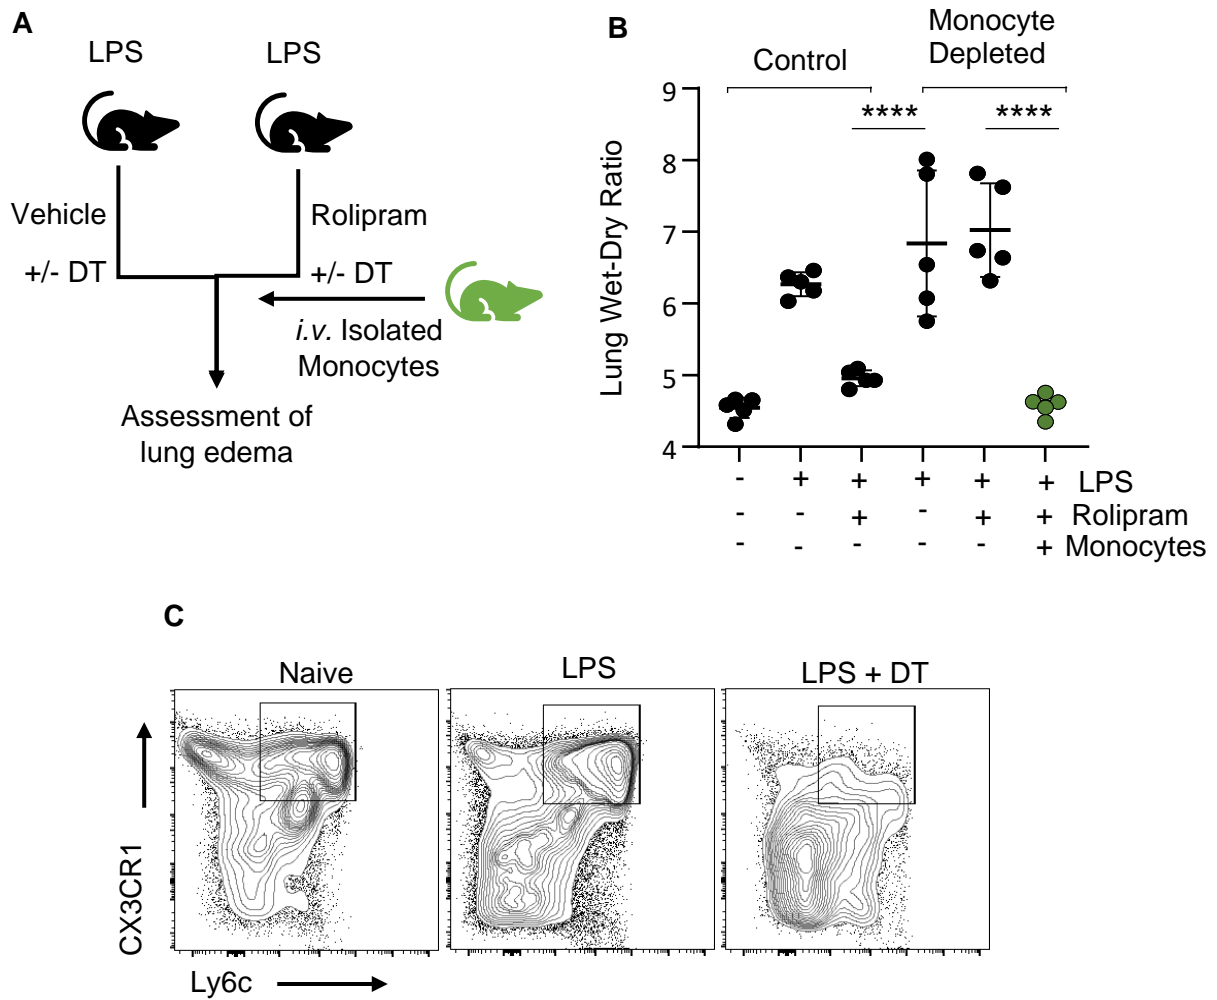 A
LPS
LPS
Vehicle
Rolipram
+/- DT
+/- DT
i.v. Isolated
Monocytes
Assessment of
lung edema
B
Monocyte
Depleted
Control
****
****
Lung Wet-Dry Ratio
9
8
7
6
5
4
- + + + + + LPS
- - + - + + Rolipram
- - - - - + Monocytes
C
Naive
LPS
LPS + DT
CX3CR1
Ly6c